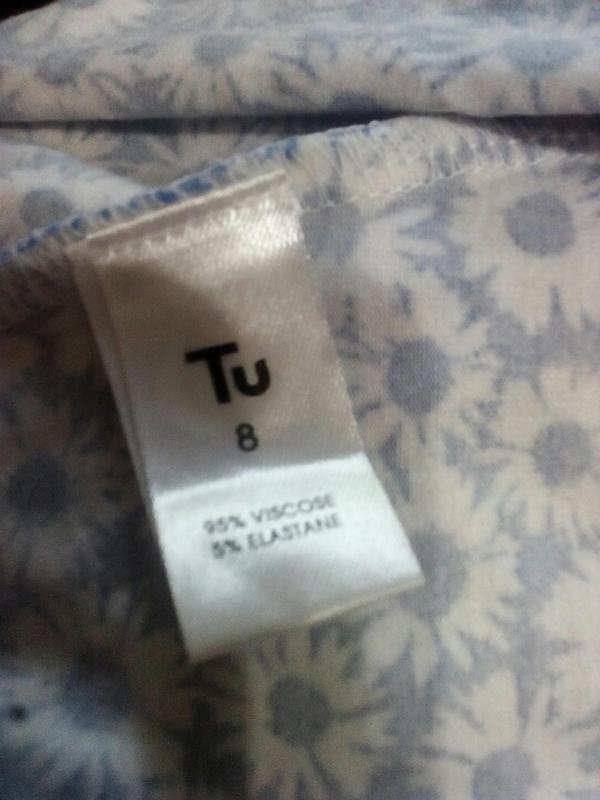 Tu
8
95% VISCOSE
5% ELASTANE